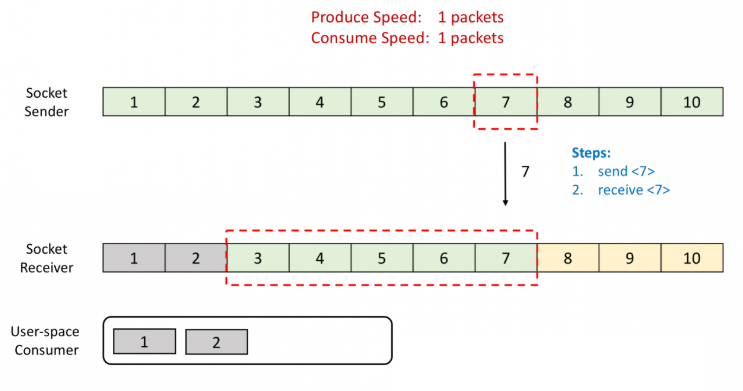 Produce Speed: 1 packets
Consume Speed: 1 packets
Socket
Sender
1 2 3 4 5 6 7 8 9 10
7
Steps:
1. send <7>
2. receive <7>
Socket
Receiver
1 2 3 4 5 6 7 8 9 10
User-space
Consumer
1 2